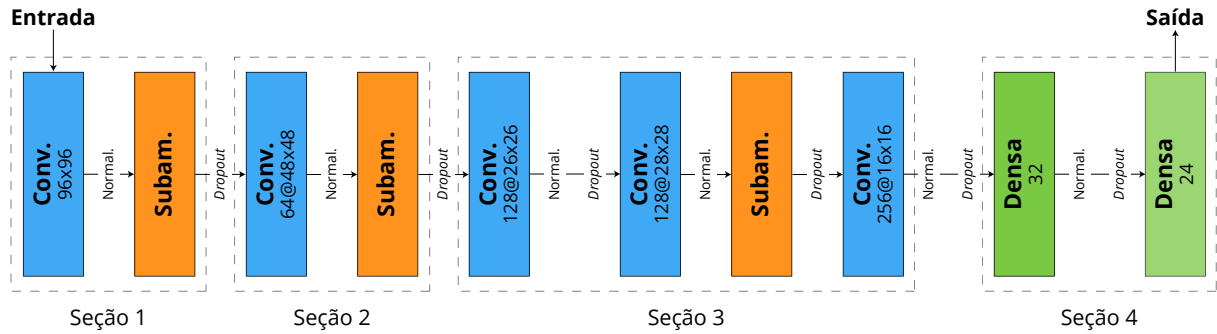 Entrada
Saída
Conv.
96x96
Normal.
Subam.
Dropout
Conv.
64@48x48
Normal.
Subam.
Dropout
Conv.
128@26x26
Normal.
Dropout
Conv.
128@28x28
Normal.
Subam.
Dropout
Conv.
256@16x16
Normal.
Dropout
Densa
32
Normal.
Dropout
Densa
24
Seção 1
Seção 2
Seção 3
Seção 4